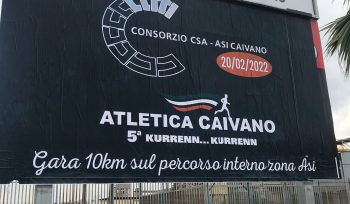 CONSORZIO CSA - ASI CAIVANO
20/02/2022
ATLETICA CAIVANO
5ª KURRENN... KURRENN
Gara 10km sul percorso interno zona Asi